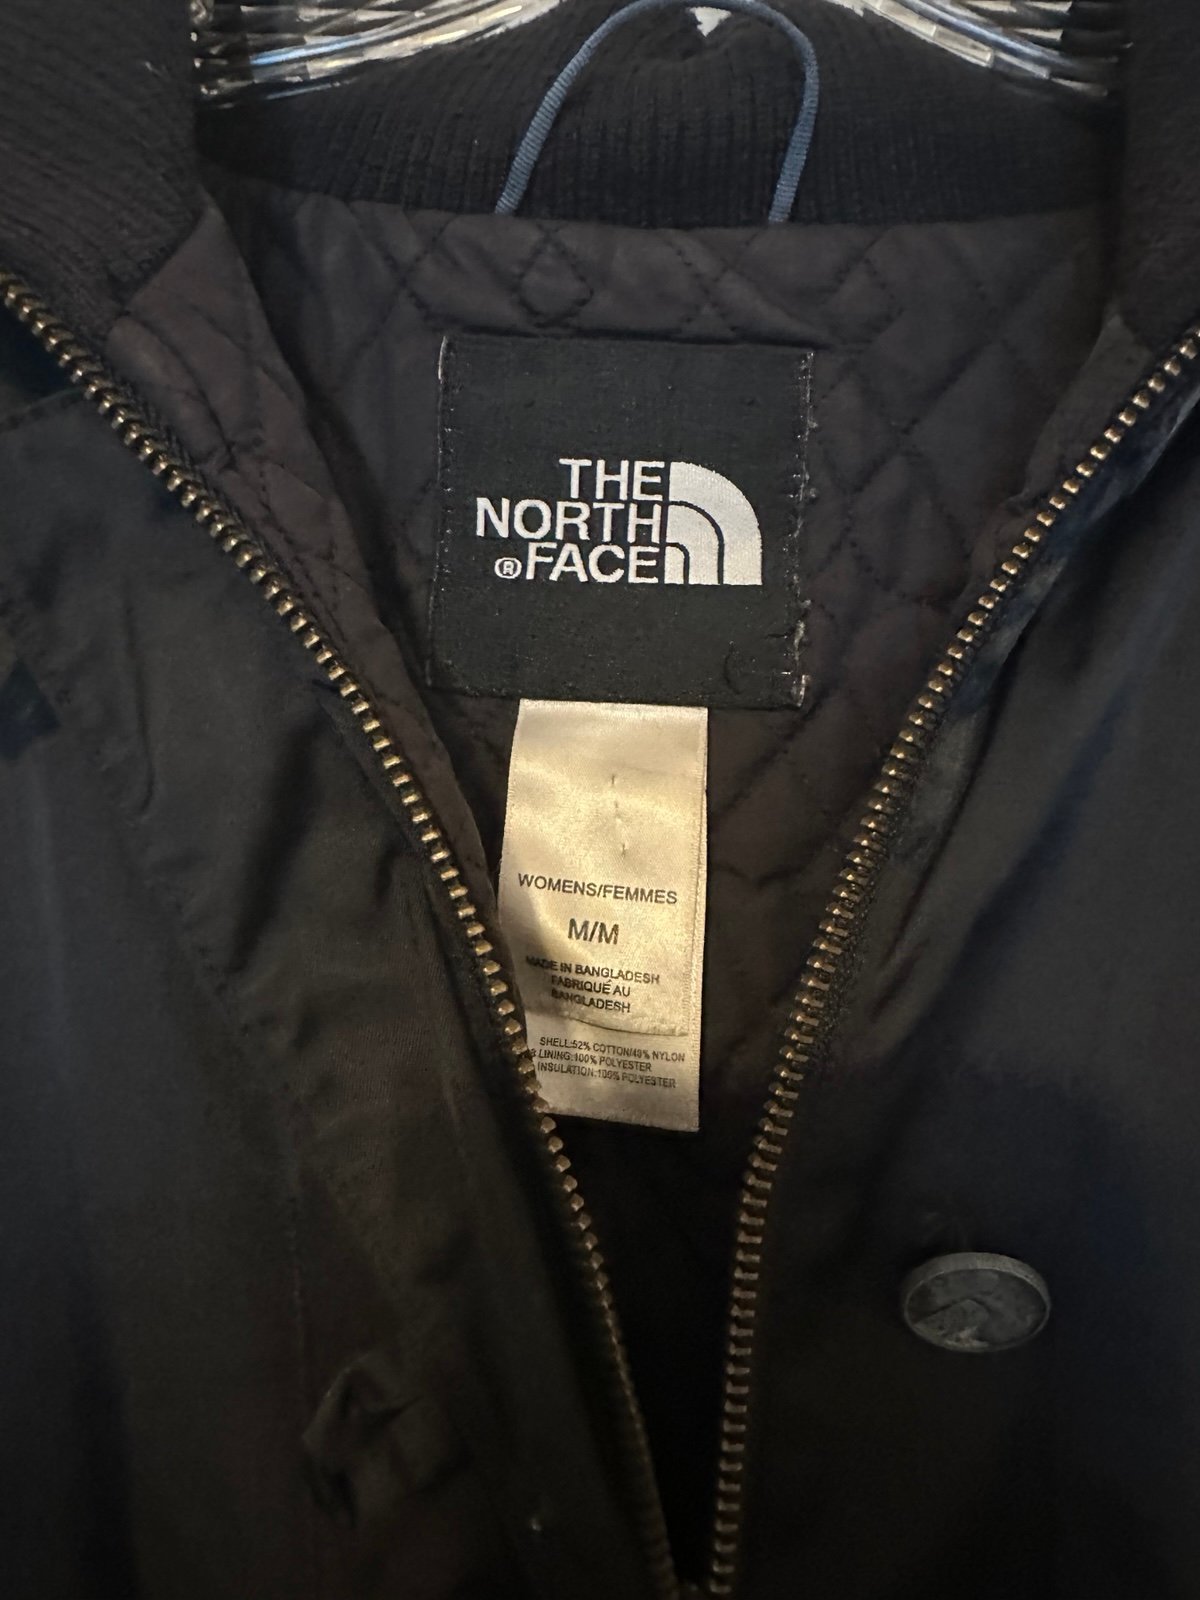 THE
NORTH
®FACE
WOMENS/FEMMES
M/M
MADE IN BANGLADESH
FABRIQUÉ AU
BANGLADESH
SHELL:52% COTTON/48% NYLON
LINING:100% POLYESTER
INSULATION:100% POLYESTER